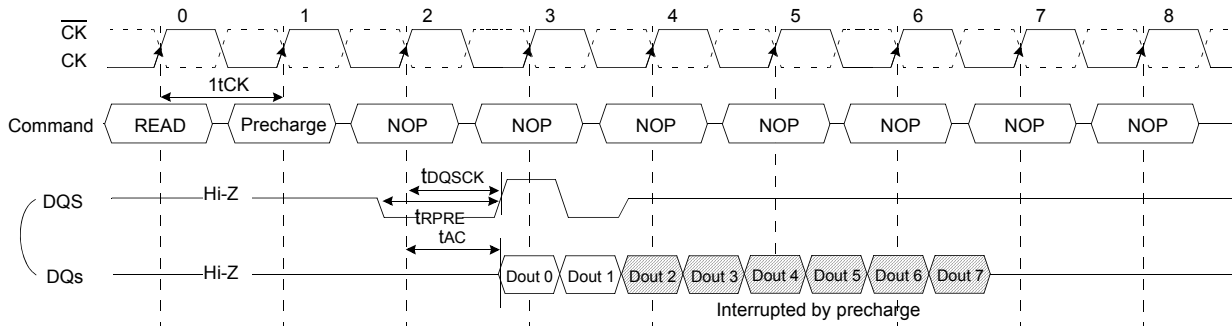 0 1 2 3 4 5 6 7 8
CK
CK
1tCK
Command READ Precharge NOP NOP NOP NOP NOP NOP NOP
tDQSCK
DQS Hi-Z
tRPRE
tAC
DQs Hi-Z Dout 0 Dout 1 Dout 2 Dout 3 Dout 4 Dout 5 Dout 6 Dout 7
Interrupted by precharge